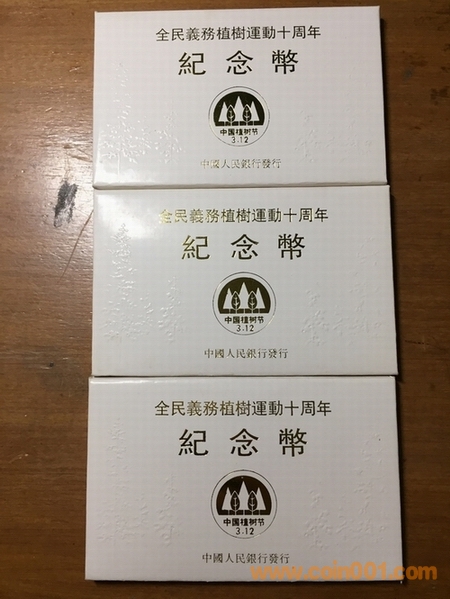 全民義務植樹運動十周年
紀念幣
中国植树节
3.12
中國人民銀行發行
全民義務植樹運動十周年
紀念幣
中国植树节
3.12
中國人民銀行發行
全民義務植樹運動十周年
紀念幣
中国植树节
3.12
中國人民銀行發行
www.coin001.com